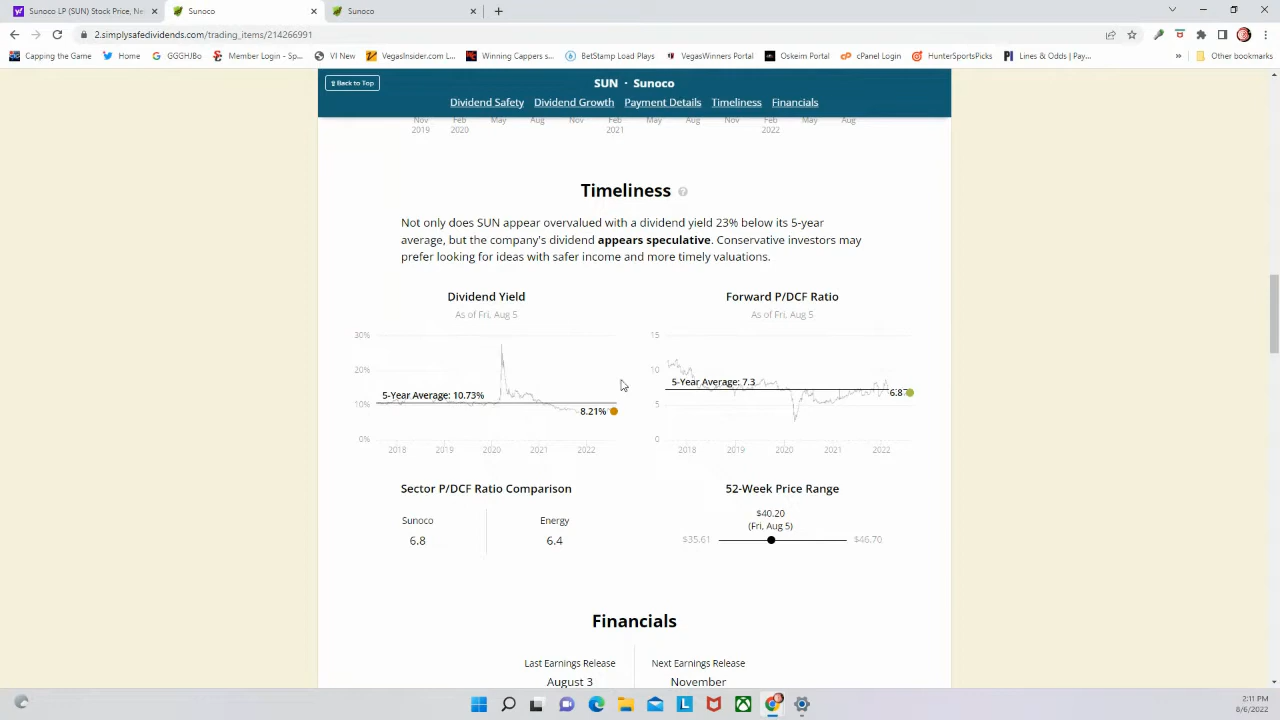 Sunoco LP (SUN) Stock Price, Ne
Sunoco
Sunoco
2.simplysafedividends.com/trading_items/214266991
Capping the Game
Home
GGGHJBo
Member Login - Sp...
VI New
VegasInsider.com L...
Winning Cappers s...
BetStamp Load Plays
VegasWinners Portal
Oskeim Portal
cPanel Login
HunterSportsPicks
Lines & Odds | Pay...
Other bookmarks
Back to Top
SUN · Sunoco
Dividend Safety Dividend Growth Payment Details Timeliness Financials
Nov Feb May Aug Nov Feb May Aug Nov Feb May Aug
2019 2020 2021 2022
Timeliness
Not only does SUN appear overvalued with a dividend yield 23% below its 5-year
average, but the company's dividend appears speculative. Conservative investors may
prefer looking for ideas with safer income and more timely valuations.
Dividend Yield
As of Fri, Aug 5
30%
20%
10%
0%
5-Year Average: 10.73%
8.21%
2018 2019 2020 2021 2022
Forward P/DCF Ratio
As of Fri, Aug 5
15
10
5
0
5-Year Average: 7.3
6.8
2018 2019 2020 2021 2022
Sector P/DCF Ratio Comparison
Sunoco Energy
6.8 6.4
52-Week Price Range
$40.20
(Fri, Aug 5)
$35.61 $46.70
Financials
Last Earnings Release Next Earnings Release
August 3 November
2:11 PM
8/6/2022